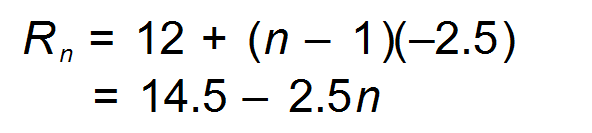 Rₙ = 12 + (n – 1)(–2.5)
= 14.5 – 2.5n